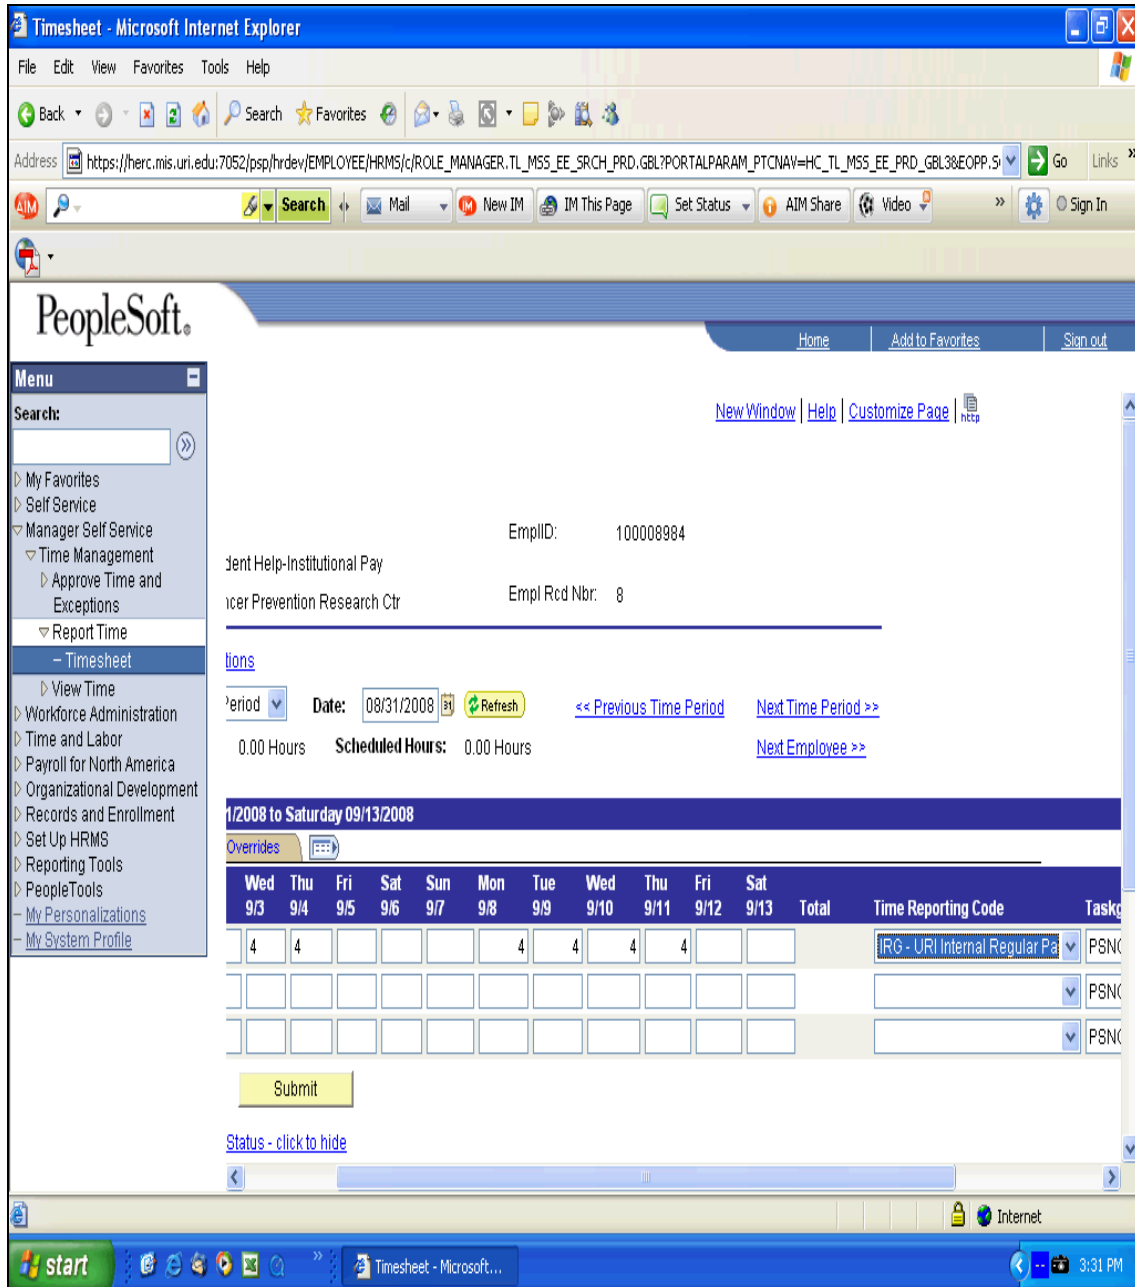 Timesheet - Microsoft Internet Explorer
File Edit View Favorites Tools Help
Back Search Favorites
Address https://herc.mis.uri.edu:7052/psp/hrdev/EMPLOYEE/HRMS/c/ROLE_MANAGER.TL_MSS_EE_SRCH_PRD.GBL?PORTALPARAM_PTCNAV=HC_TL_MSS_EE_PRD_GBL3&EOPP.S Go Links »
AIM Search Mail New IM IM This Page Set Status AIM Share Video » Sign In
PeopleSoft®
Home Add to Favorites Sign out
Menu
Search:
My Favorites
Self Service
Manager Self Service
Time Management
Approve Time and
Exceptions
Report Time
– Timesheet
View Time
Workforce Administration
Time and Labor
Payroll for North America
Organizational Development
Records and Enrollment
Set Up HRMS
Reporting Tools
PeopleTools
– My Personalizations
– My System Profile
New Window | Help | Customize Page | http
EmplID: 100008984
dent Help-Institutional Pay
ncer Prevention Research Ctr Empl Rcd Nbr: 8
tions
Period Date: 08/31/2008 31 Refresh << Previous Time Period Next Time Period >>
0.00 Hours Scheduled Hours: 0.00 Hours Next Employee >>
1/2008 to Saturday 09/13/2008
Overrides
Wed Thu Fri Sat Sun Mon Tue Wed Thu Fri Sat
9/3 9/4 9/5 9/6 9/7 9/8 9/9 9/10 9/11 9/12 9/13 Total Time Reporting Code Taskg
4 4 4 4 4 4 IRG - URI Internal Regular Pa PSNC
PSNC
PSNC
Submit
Status - click to hide
Internet
start » Timesheet - Microsoft... 3:31 PM